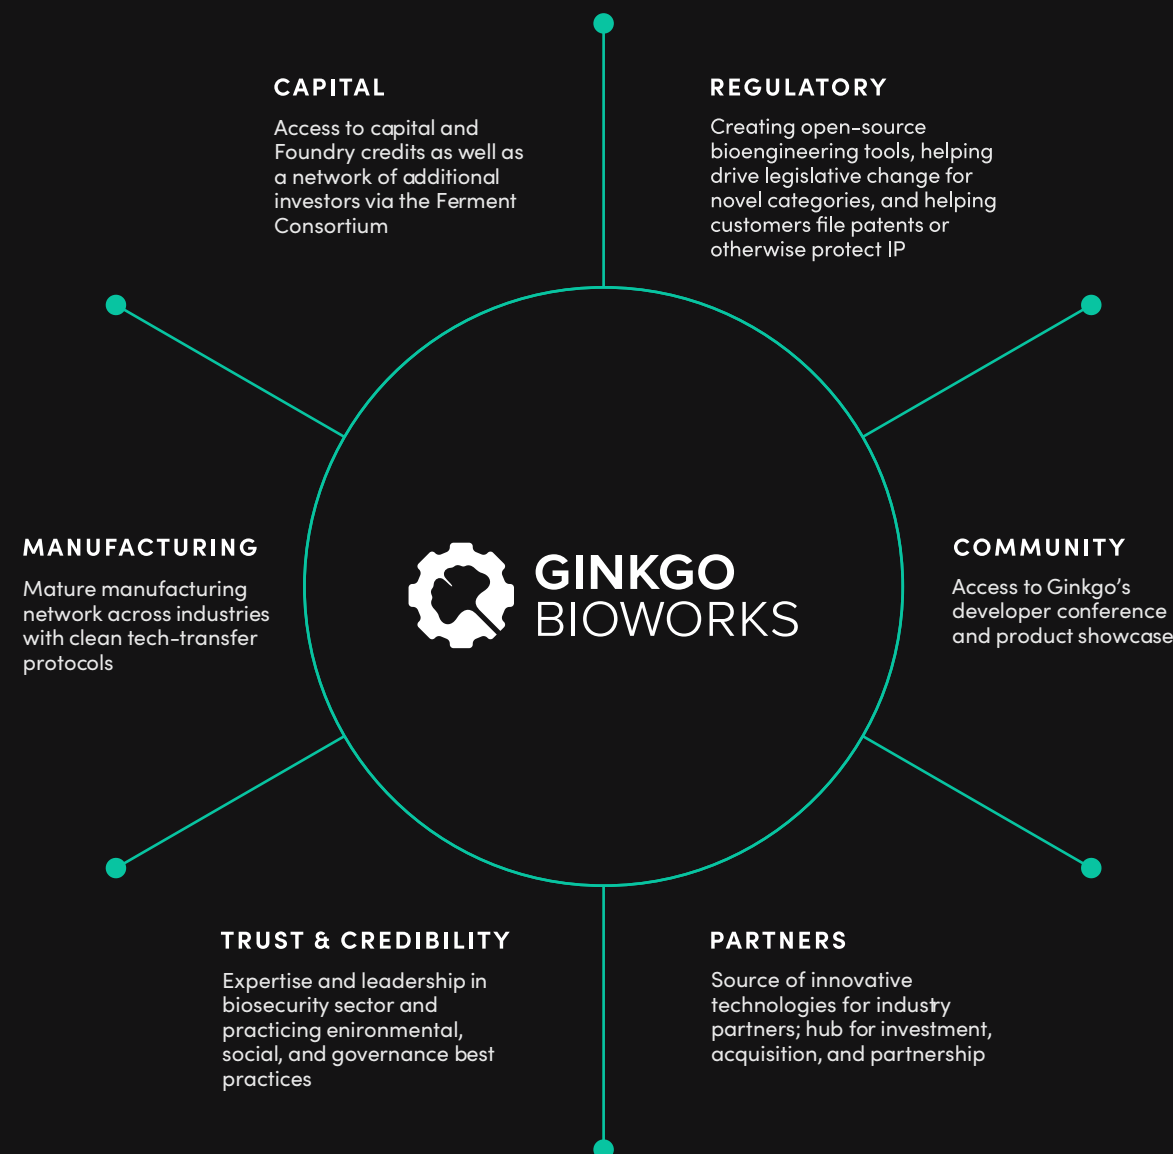 CAPITAL
Access to capital and
Foundry credits as well as
a network of additional
investors via the Ferment
Consortium
REGULATORY
Creating open-source
bioengineering tools, helping
drive legislative change for
novel categories, and helping
customers file patents or
otherwise protect IP
MANUFACTURING
Mature manufacturing
network across industries
with clean tech-transfer
protocols
GINKGO
BIOWORKS
COMMUNITY
Access to Ginkgo’s
developer conference
and product showcase
TRUST & CREDIBILITY
Expertise and leadership in
biosecurity sector and
practicing enironmental,
social, and governance best
practices
PARTNERS
Source of innovative
technologies for industry
partners; hub for investment,
acquisition, and partnership